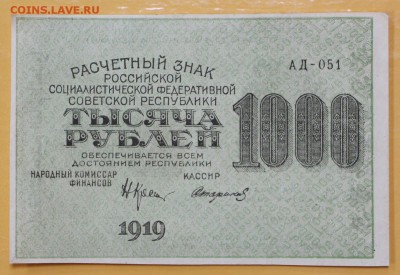 COINS.LAVE.RU
РАСЧЕТНЫЙ ЗНАК
РОССИЙСКОЙ
СОЦИАЛИСТИЧЕСКОЙ ФЕДЕРАТИВНОЙ
СОВЕТСКОЙ РЕСПУБЛИКИ
АД-051
ТЫСЯЧА
РУБЛЕЙ
1000
ОБЕСПЕЧИВАЕТСЯ ВСЕМ
ДОСТОЯНИЕМ РЕСПУБЛИКИ
НАРОДНЫЙ КОМИССАР
ФИНАНСОВ
КАССИР
1919